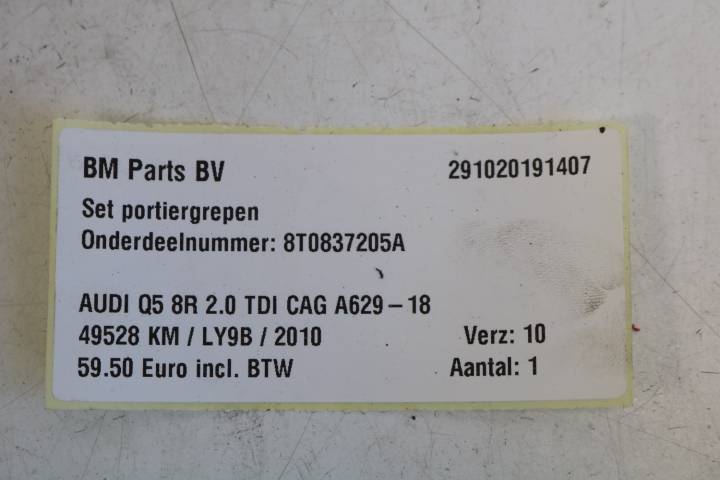 BM Parts BV 291020191407
Set portiergrepen
Onderdeelnummer: 8T0837205A
AUDI Q5 8R 2.0 TDI CAG A629-18
49528 KM / LY9B / 2010 Verz: 10
59.50 Euro incl. BTW Aantal: 1